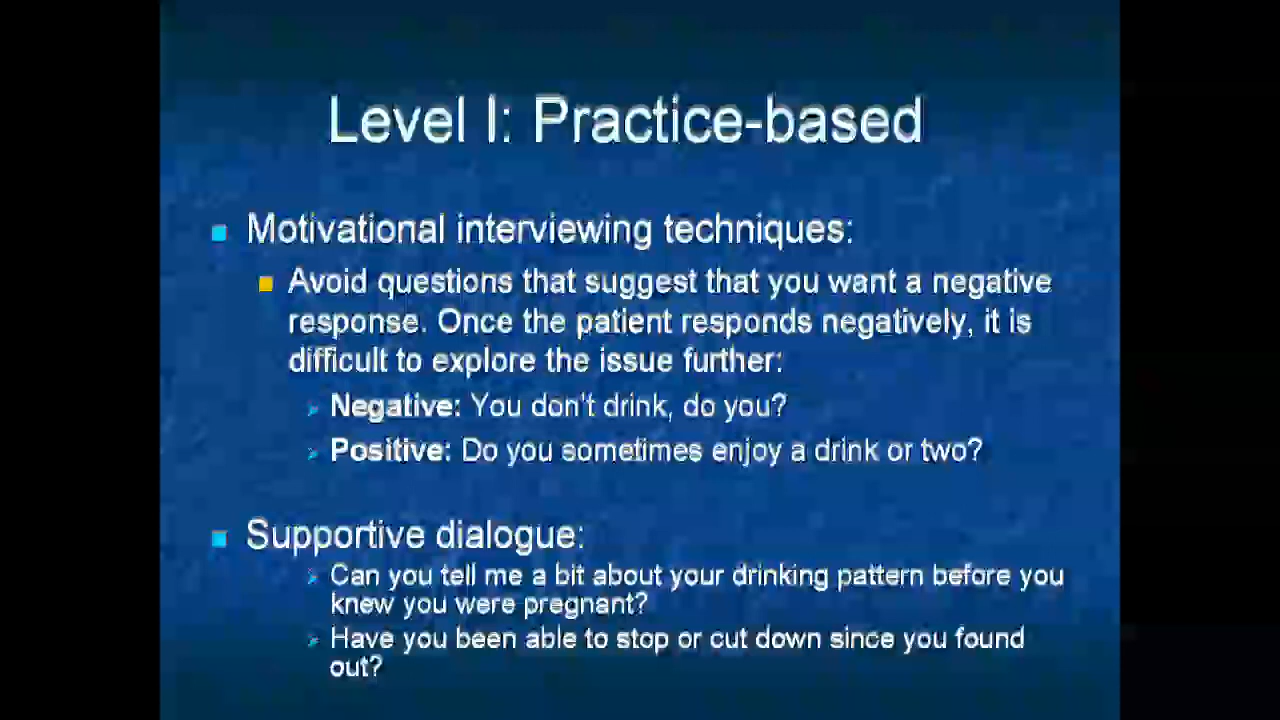 Level I: Practice-based
Motivational interviewing techniques:
Avoid questions that suggest that you want a negative
response. Once the patient responds negatively, it is
difficult to explore the issue further:
Negative: You don't drink, do you?
Positive: Do you sometimes enjoy a drink or two?
Supportive dialogue:
Can you tell me a bit about your drinking pattern before you
knew you were pregnant?
Have you been able to stop or cut down since you found
out?